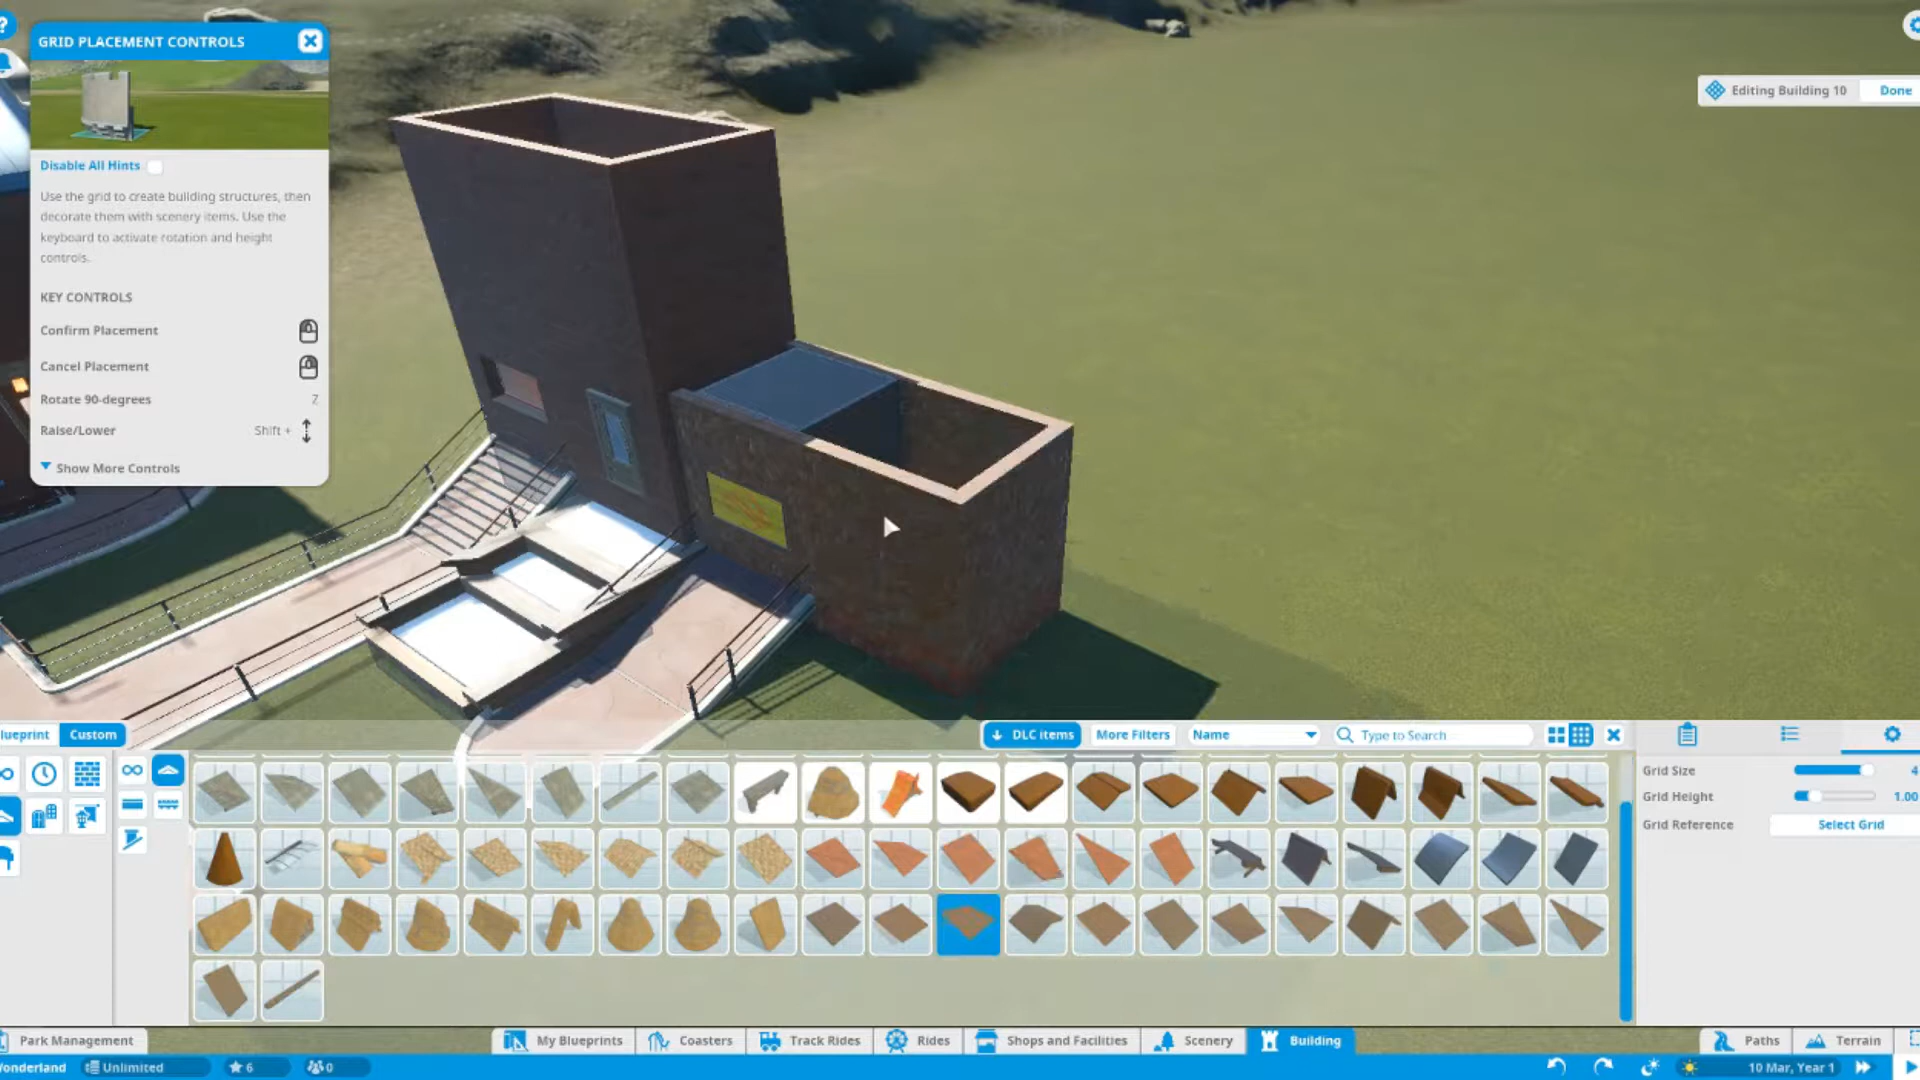 ?
GRID PLACEMENT CONTROLS
Disable All Hints
Use the grid to create building structures, then
decorate them with scenery items. Use the
keyboard to activate rotation and height
controls.
KEY CONTROLS
Confirm Placement
Cancel Placement
Rotate 90-degrees Z
Raise/Lower Shift +
Show More Controls
Editing Building 10 Done
lueprint Custom
DLC items More Filters Name Type to Search
Grid Size 4
Grid Height 1.00
Grid Reference Select Grid
Park Management My Blueprints Coasters Track Rides Rides Shops and Facilities Scenery Building Paths Terrain
onderland Unlimited 6 0 10 Mar, Year 1